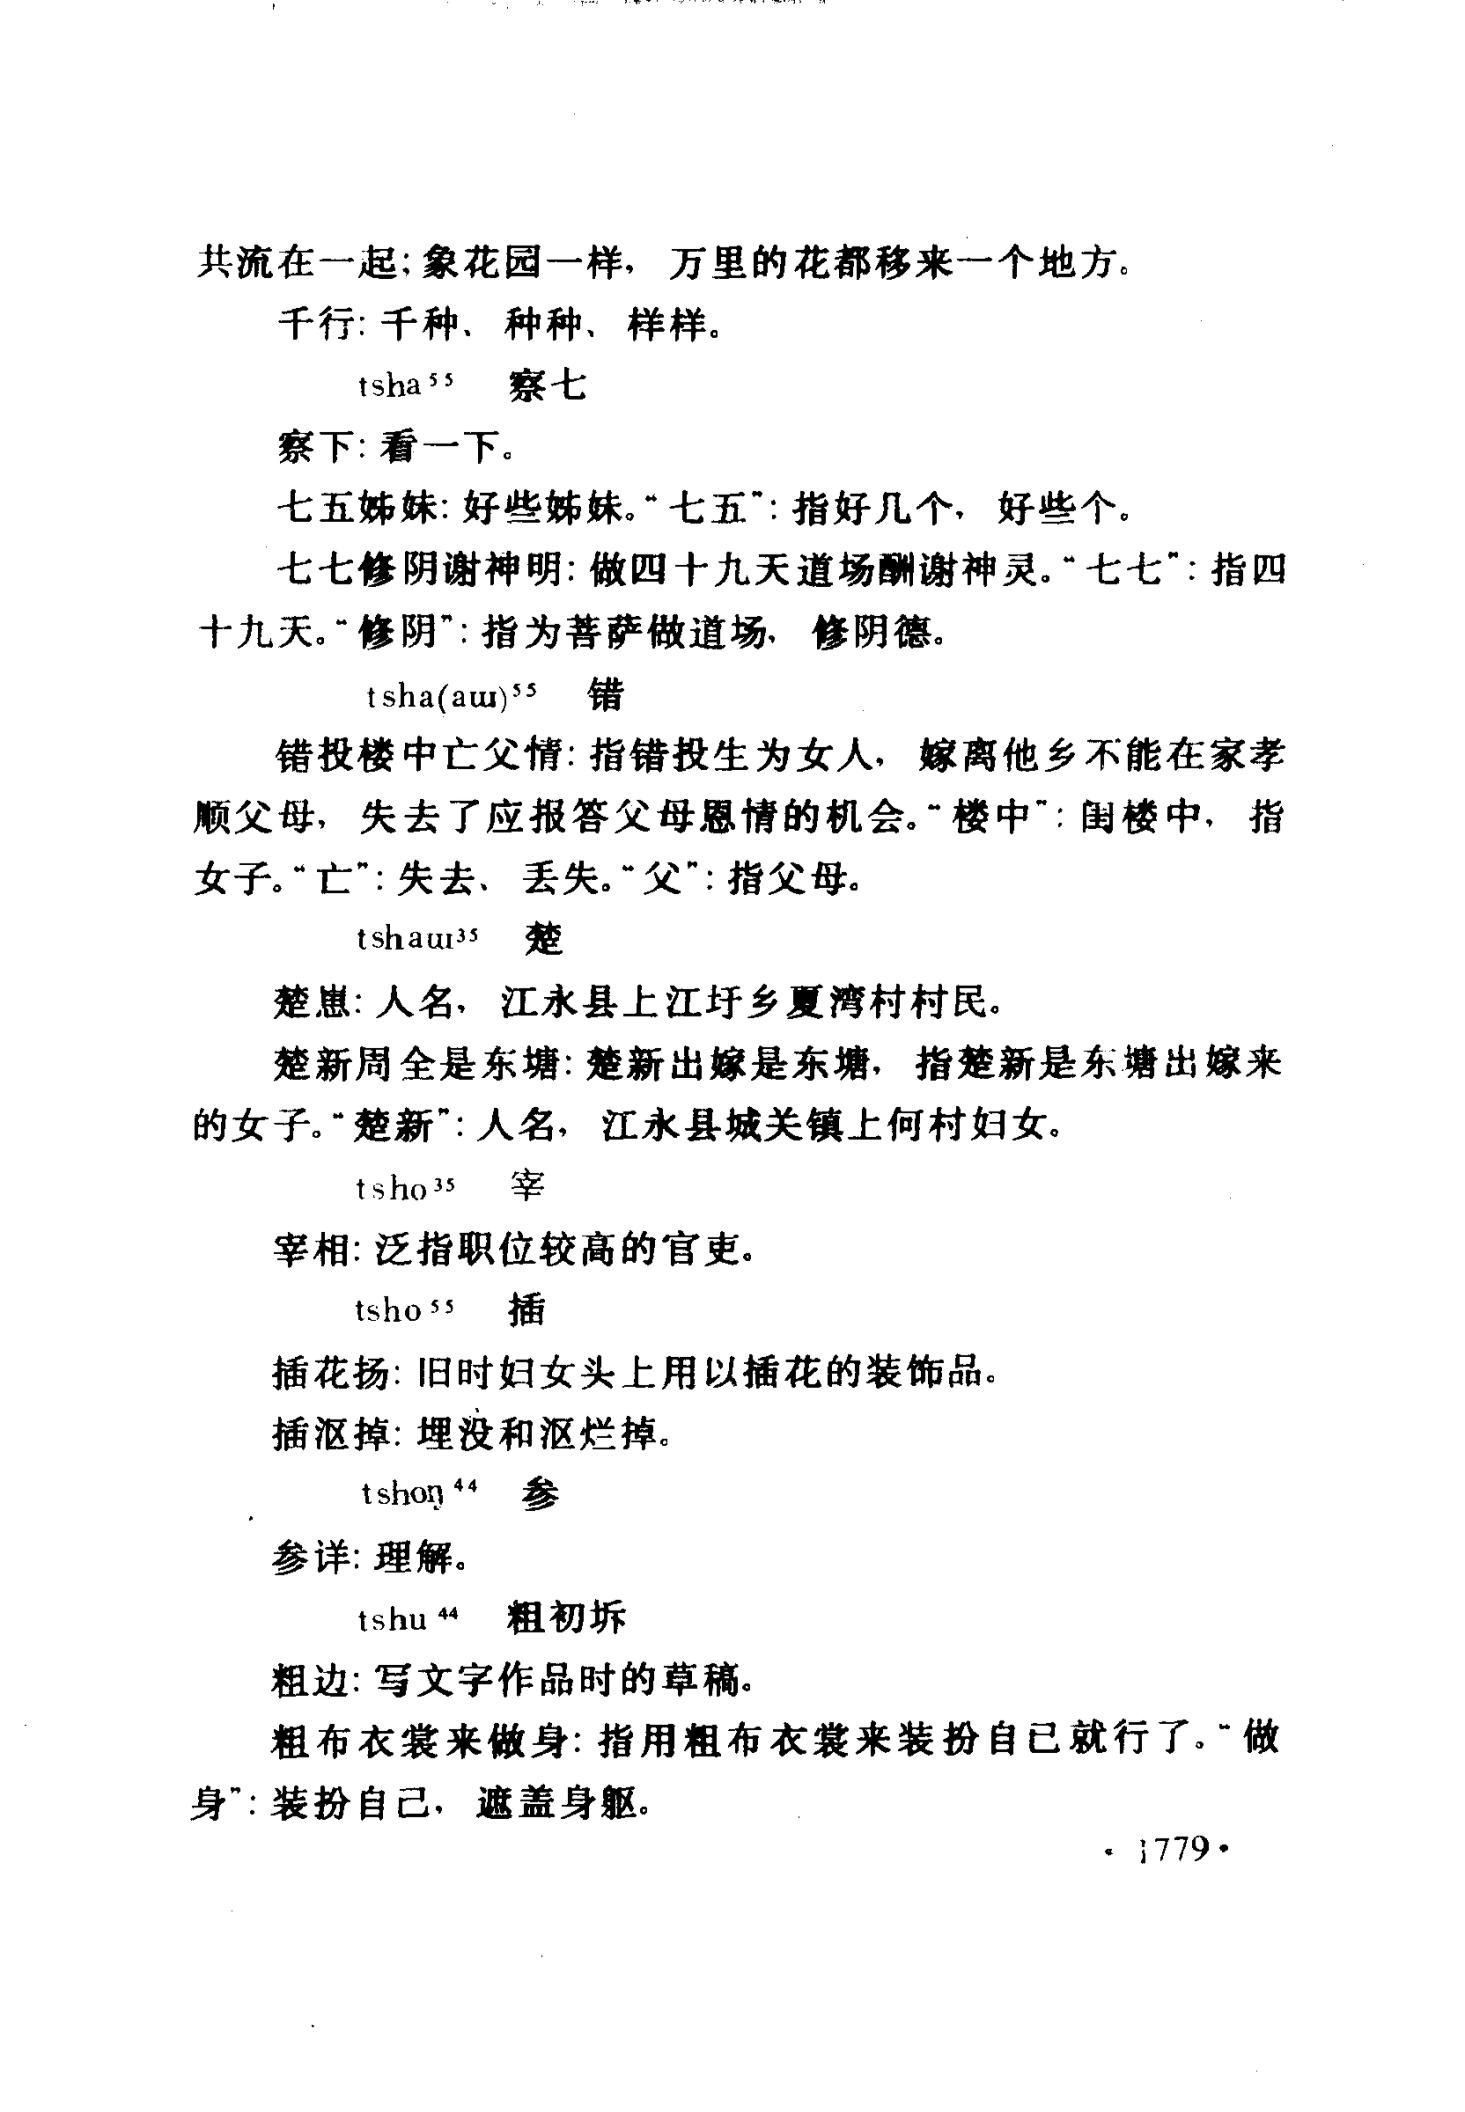 共流在一起；象花园一样，万里的花都移来一个地方。
千行：千种、种种、样样。
tsha⁵⁵ 察七
察下：看一下。
七五姊妹：好些姊妹。“七五”：指好几个，好些个。
七七修阴谢神明：做四十九天道场酬谢神灵。“七七”：指四
十九天。“修阴”：指为菩萨做道场，修阴德。
tsha(aɯ)⁵⁵ 错
错投楼中亡父情：指错投生为女人，嫁离他乡不能在家孝
顺父母，失去了应报答父母恩情的机会。“楼中”：闺楼中，指
女子。“亡”：失去、丢失。“父”：指父母。
tshaɯ³⁵ 楚
楚崽：人名，江永县上江圩乡夏湾村村民。
楚新周全是东塘：楚新出嫁是东塘，指楚新是东塘出嫁来
的女子。“楚新”：人名，江永县城关镇上何村妇女。
tsho³⁵ 宰
宰相：泛指职位较高的官吏。
tsho⁵⁵ 插
插花扬：旧时妇女头上用以插花的装饰品。
插沤掉：埋没和沤烂掉。
tshoŋ⁴⁴ 参
参详：理解。
tshu⁴⁴ 粗初坼
粗边：写文字作品时的草稿。
粗布衣裳来做身：指用粗布衣裳来装扮自已就行了。“做
身”：装扮自己，遮盖身躯。
· 1779 ·